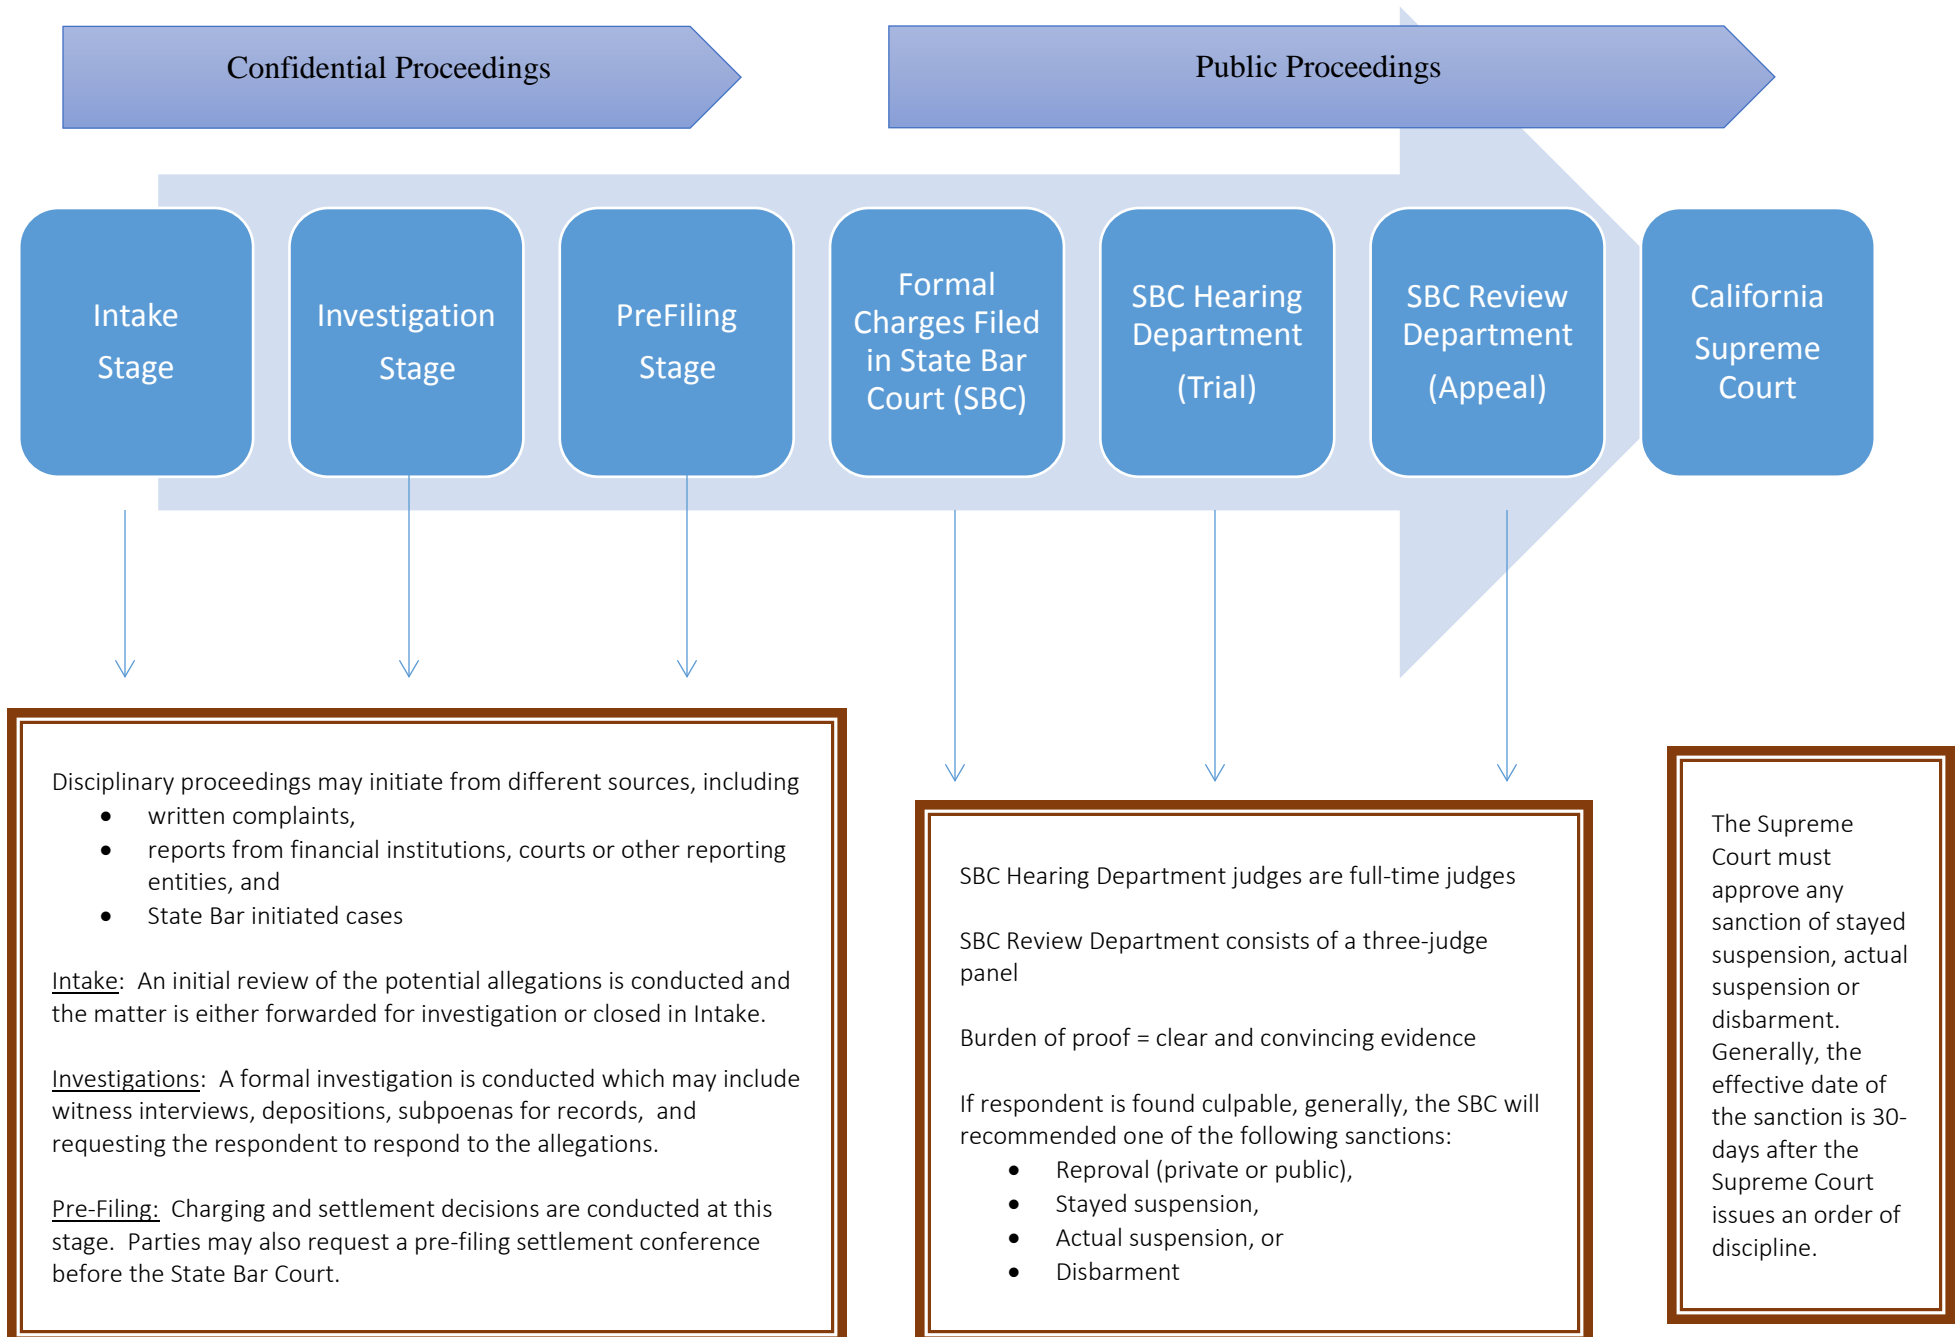 Confidential Proceedings
Public Proceedings
Intake
Stage
Investigation
Stage
PreFiling
Stage
Formal
Charges Filed
in State Bar
Court (SBC)
SBC Hearing
Department
(Trial)
SBC Review
Department
(Appeal)
California
Supreme
Court
Disciplinary proceedings may initiate from different sources, including
• written complaints,
• reports from financial institutions, courts or other reporting
entities, and
• State Bar initiated cases
Intake:  An initial review of the potential allegations is conducted and
the matter is either forwarded for investigation or closed in Intake.
Investigations:  A formal investigation is conducted which may include
witness interviews, depositions, subpoenas for records,  and
requesting the respondent to respond to the allegations.
Pre-Filing:  Charging and settlement decisions are conducted at this
stage.  Parties may also request a pre-filing settlement conference
before the State Bar Court.
SBC Hearing Department judges are full-time judges
SBC Review Department consists of a three-judge
panel
Burden of proof = clear and convincing evidence
If respondent is found culpable, generally, the SBC will
recommended one of the following sanctions:
• Reproval (private or public),
• Stayed suspension,
• Actual suspension, or
• Disbarment
The Supreme
Court must
approve any
sanction of stayed
suspension, actual
suspension or
disbarment.
Generally, the
effective date of
the sanction is 30-
days after the
Supreme Court
issues an order of
discipline.